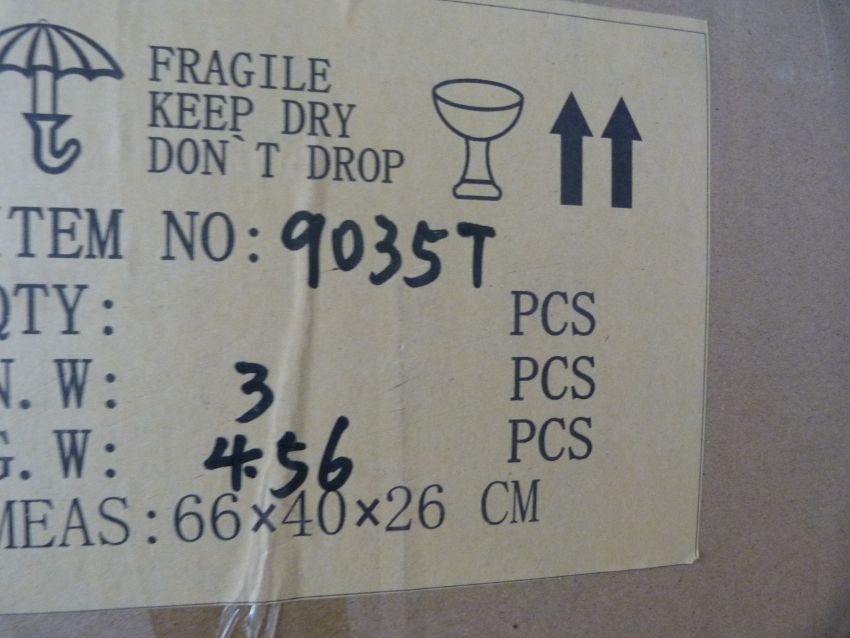 FRAGILE
KEEP DRY
DON`T DROP
ITEM NO: 9035T
QTY: PCS
N.W: 3 PCS
G.W: 4.56 PCS
MEAS:66×40×26 CM